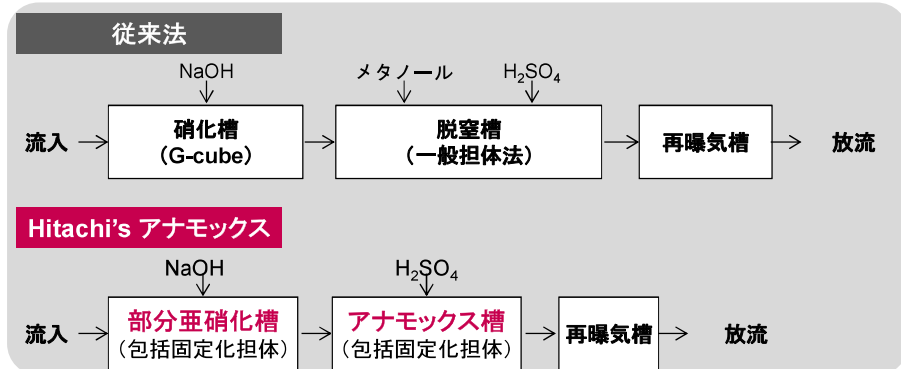 従来法
NaOH
メタノール
H₂SO₄
流入
硝化槽
(G-cube)
脱窒槽
(一般担体法)
再曝気槽
放流
Hitachi's アナモックス
NaOH
H₂SO₄
流入
部分亜硝化槽
(包括固定化担体)
アナモックス槽
(包括固定化担体)
再曝気槽
放流